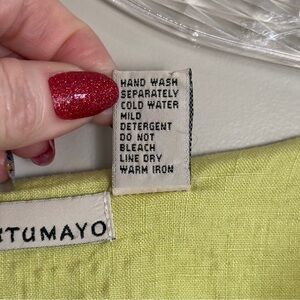 HAND WASH
SEPARATELY
COLD WATER
MILD
DETERGENT
DO NOT
BLEACH
LINE DRY
WARM IRON
TUMAYO